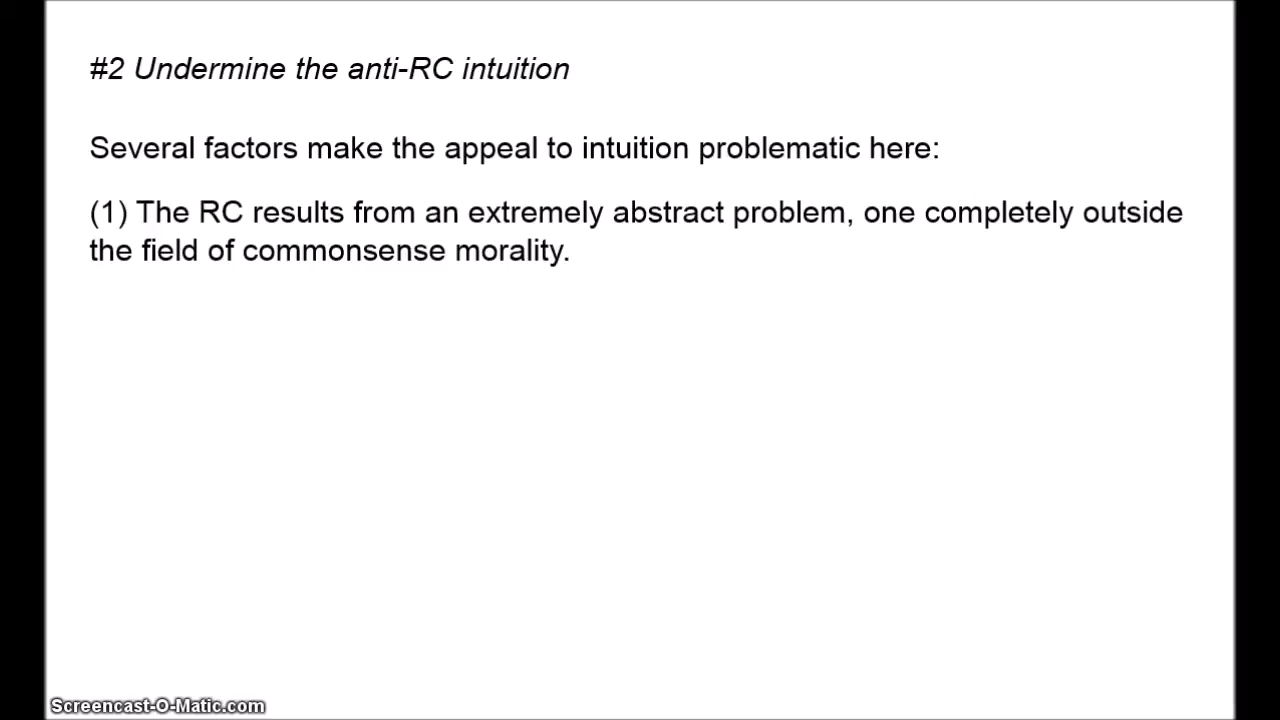 #2 Undermine the anti-RC intuition
Several factors make the appeal to intuition problematic here:
(1) The RC results from an extremely abstract problem, one completely outside
the field of commonsense morality.
Screencast-O-Matic.com